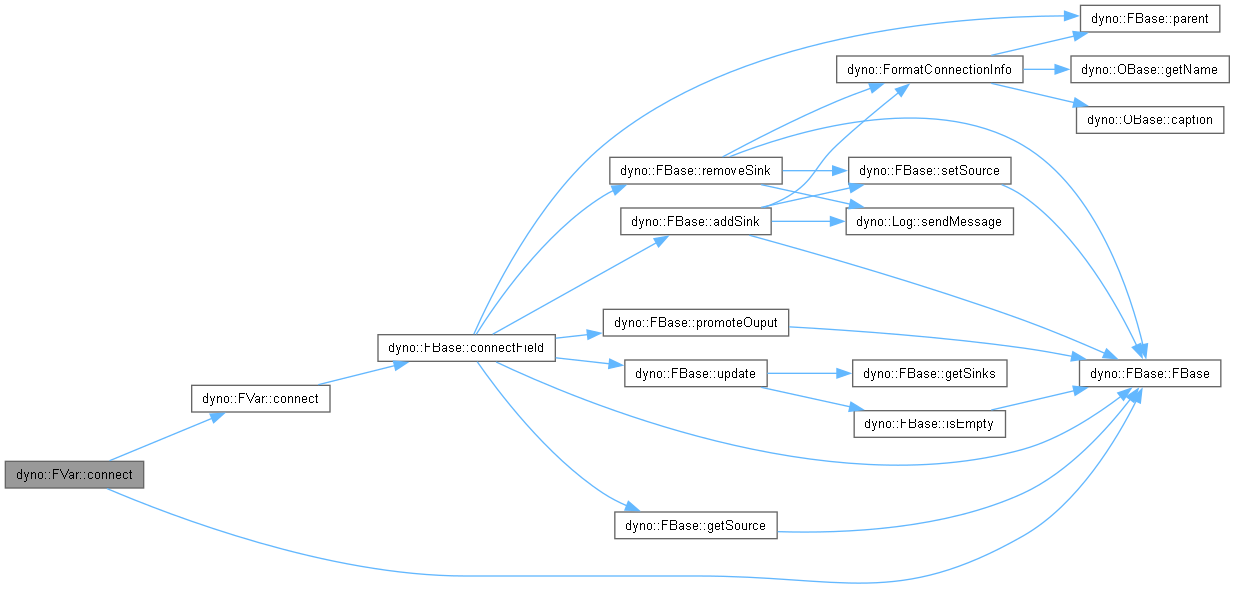 dyno::FBase::parent
dyno::FormatConnectionInfo
dyno::OBase::getName
dyno::OBase::caption
dyno::FBase::removeSink
dyno::FBase::setSource
dyno::FBase::addSink
dyno::Log::sendMessage
dyno::FBase::promoteOuput
dyno::FBase::connectField
dyno::FBase::update
dyno::FBase::getSinks
dyno::FBase::FBase
dyno::FVar::connect
dyno::FBase::isEmpty
dyno::FVar::connect
dyno::FBase::getSource